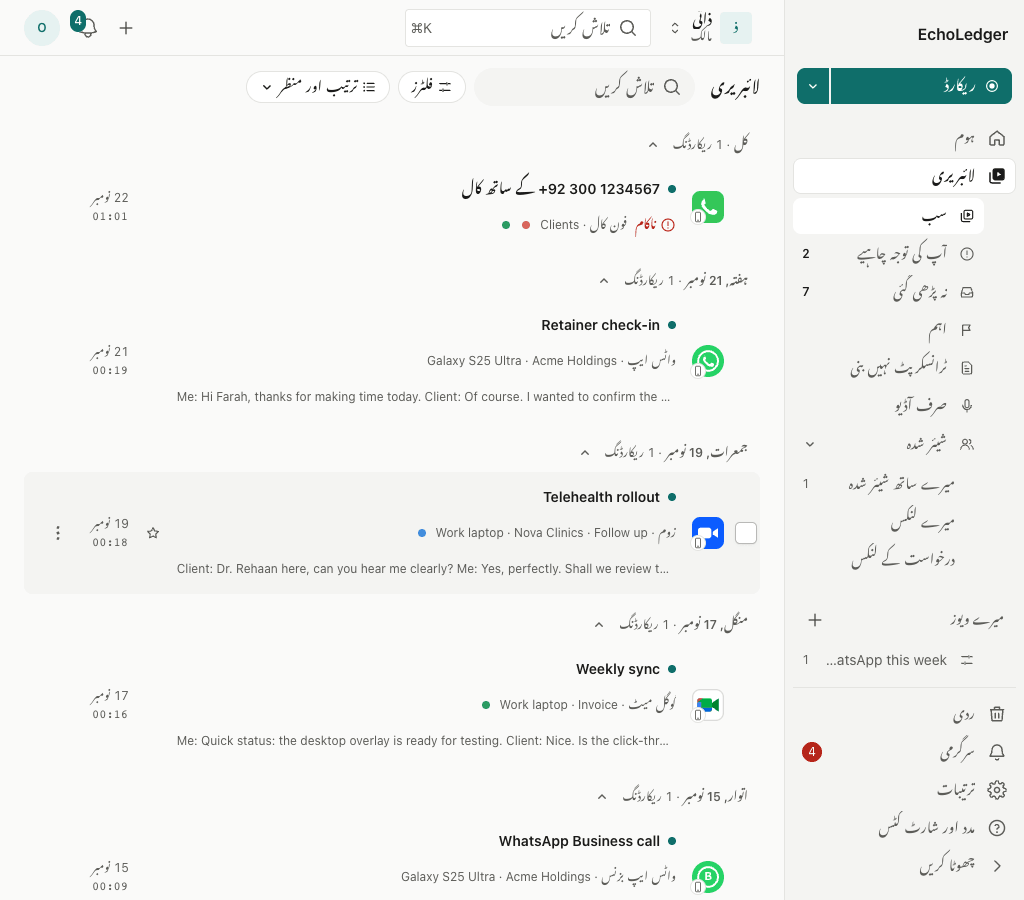 EchoLedger
ریکارڈ
ہوم
لائبریری
سب
آپ کی توجہ چاہیے 2
نہ پڑھی گئی 7
اہم
ٹرانسکرپٹ نہیں بنی
صرف آڈیو
شیئر شدہ
میرے ساتھ شیئر شدہ 1
میرے لنکس
درخواست کے لنکس
میرے ویوز
...atsApp this week 1
ردی
سرگرمی 4
ترتیبات
مدد اور شارٹ کٹس
چھوٹا کریں
ذ
ذاتی
مالک
تلاش کریں ⌘K
4
O
لائبریری
تلاش کریں
فلٹرز
ترتیب اور منظر
کل · 1 ریکارڈنگ
+92 300 1234567 کے ساتھ کال
ناکام فون کال · Clients
22 نومبر
01:01
ہفتہ, 21 نومبر · 1 ریکارڈنگ
Retainer check-in
واٹس ایپ · Galaxy S25 Ultra · Acme Holdings
Me: Hi Farah, thanks for making time today. Client: Of course. I wanted to confirm the ...
21 نومبر
00:19
جمعرات, 19 نومبر · 1 ریکارڈنگ
Telehealth rollout
زوم · Work laptop · Nova Clinics · Follow up
Client: Dr. Rehaan here, can you hear me clearly? Me: Yes, perfectly. Shall we review t...
19 نومبر
00:18
منگل, 17 نومبر · 1 ریکارڈنگ
Weekly sync
گوگل میٹ · Work laptop · Invoice
Me: Quick status: the desktop overlay is ready for testing. Client: Nice. Is the click-thr...
17 نومبر
00:16
اتوار, 15 نومبر · 1 ریکارڈنگ
WhatsApp Business call
واٹس ایپ بزنس · Galaxy S25 Ultra · Acme Holdings
15 نومبر
00:09